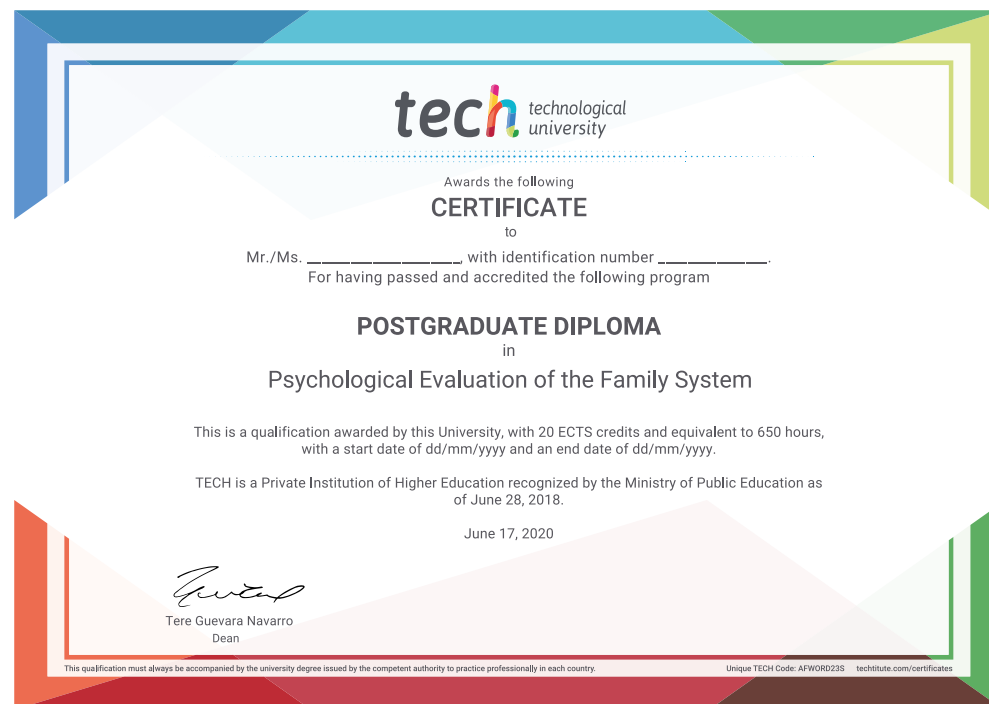 tech technological
university
Awards the following
CERTIFICATE
to
Mr./Ms. ____________________, with identification number ______________.
For having passed and accredited the following program
POSTGRADUATE DIPLOMA
in
Psychological Evaluation of the Family System
This is a qualification awarded by this University, with 20 ECTS credits and equivalent to 650 hours,
with a start date of dd/mm/yyyy and an end date of dd/mm/yyyy.
TECH is a Private Institution of Higher Education recognized by the Ministry of Public Education as
of June 28, 2018.
June 17, 2020
Tere Guevara Navarro
Dean
This qualification must always be accompanied by the university degree issued by the competent authority to practice professionally in each country.
Unique TECH Code: AFWORD23S techtitute.com/certificates